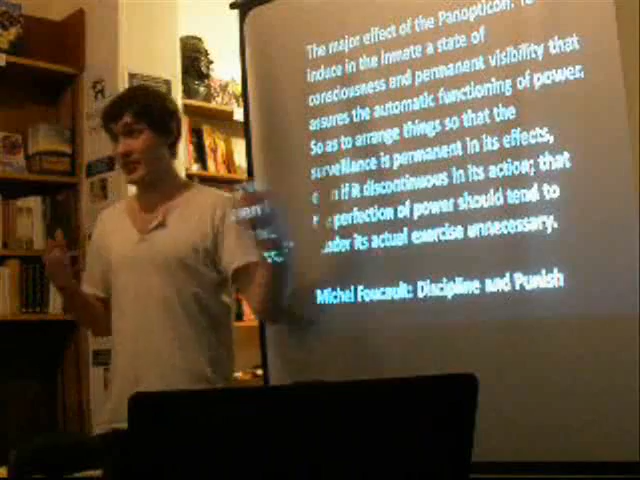 The major effect of the Panopticon:
induce in the inmate a state of
consciousness and permanent visibility that
assures the automatic functioning of power.
So as to arrange things so that the
surveillance is permanent in its effects,
if it discontinuous in its action; that
perfection of power should tend to
its actual exercise unnecessary.
Michel Foucault: Discipline and Punish